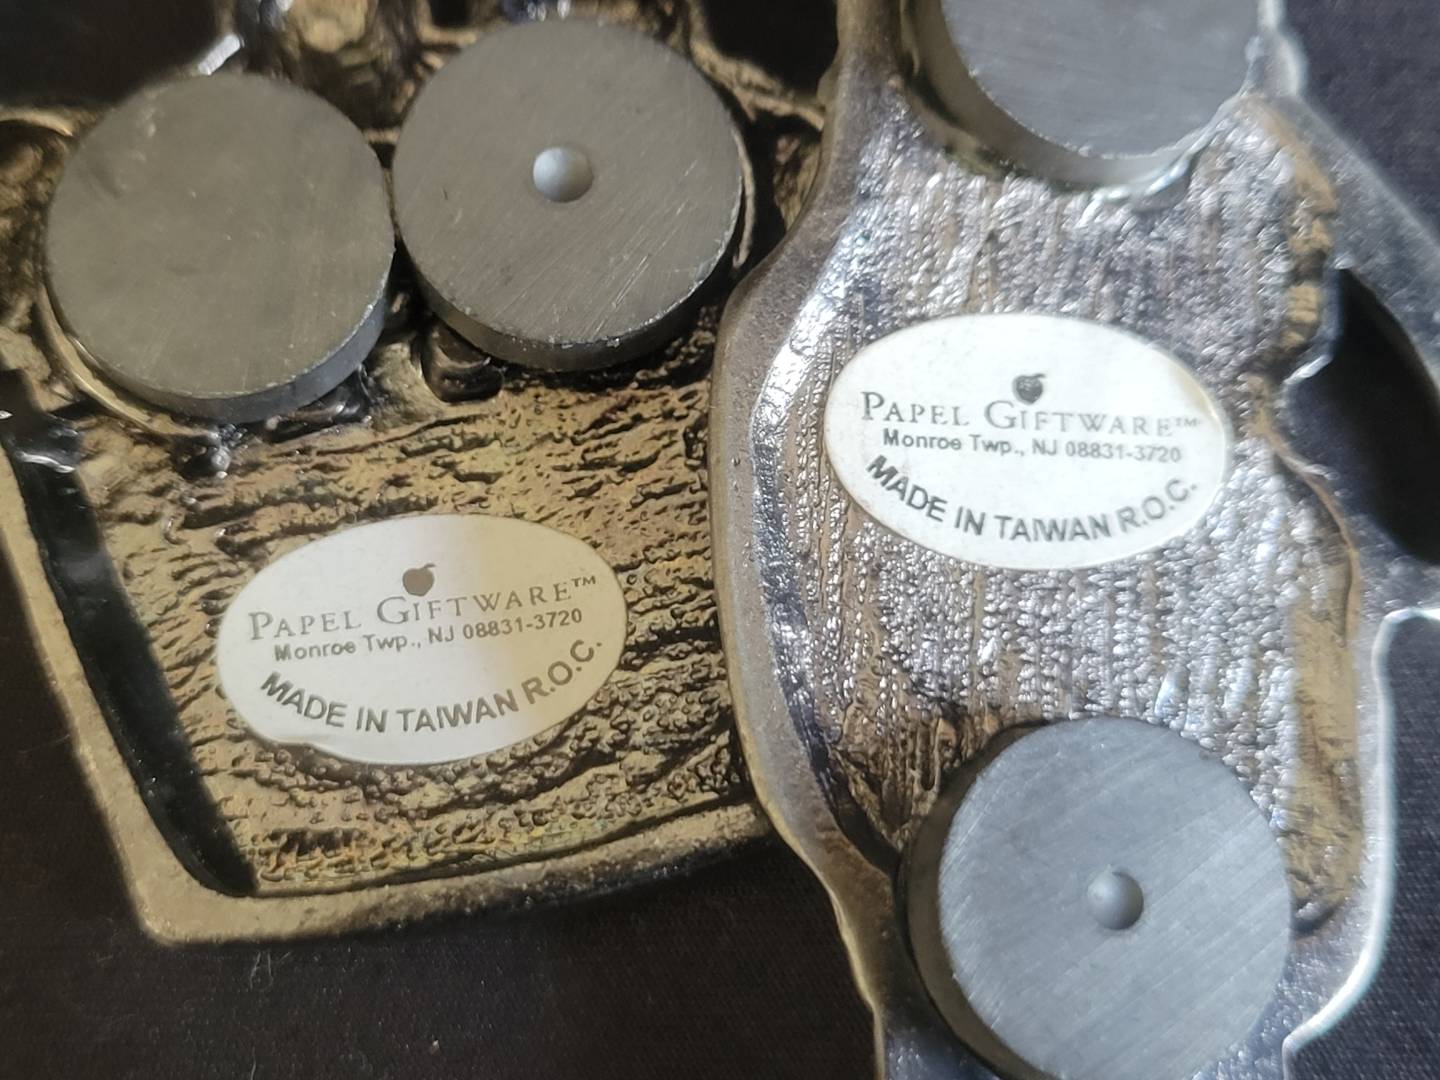 PAPEL GIFTWARE™
Monroe Twp., NJ 08831-3720
MADE IN TAIWAN R.O.C.
PAPEL GIFTWARE™
Monroe Twp., NJ 08831-3720
MADE IN TAIWAN R.O.C.